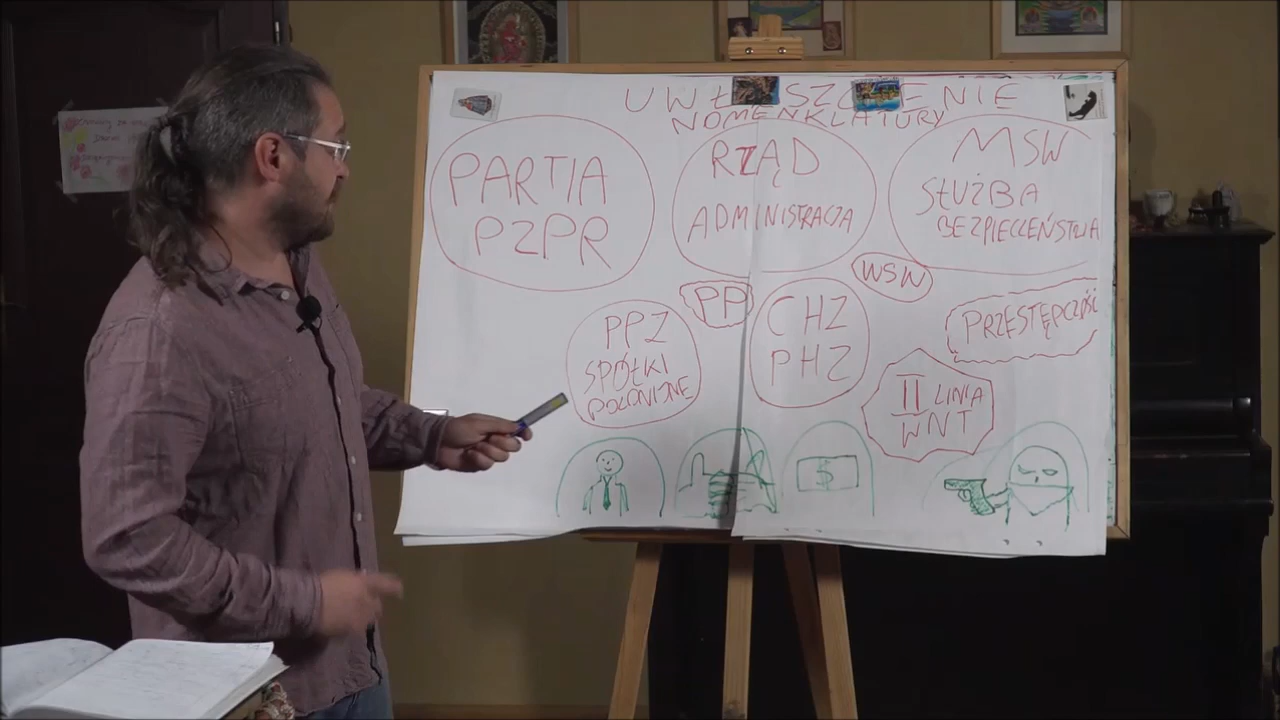 UWŁASZCZENIE
NOMENKLATURY
PARTIA
PZPR
RZĄD
ADMINISTRACJA
MSW
SŁUŻBA
BEZPIECZEŃSTWA
WSW
PP
PPZ
SPÓŁKI
POLONIJNE
CHZ
PHZ
PRZESTĘPCZOŚĆ
II LINIA
WNT
$